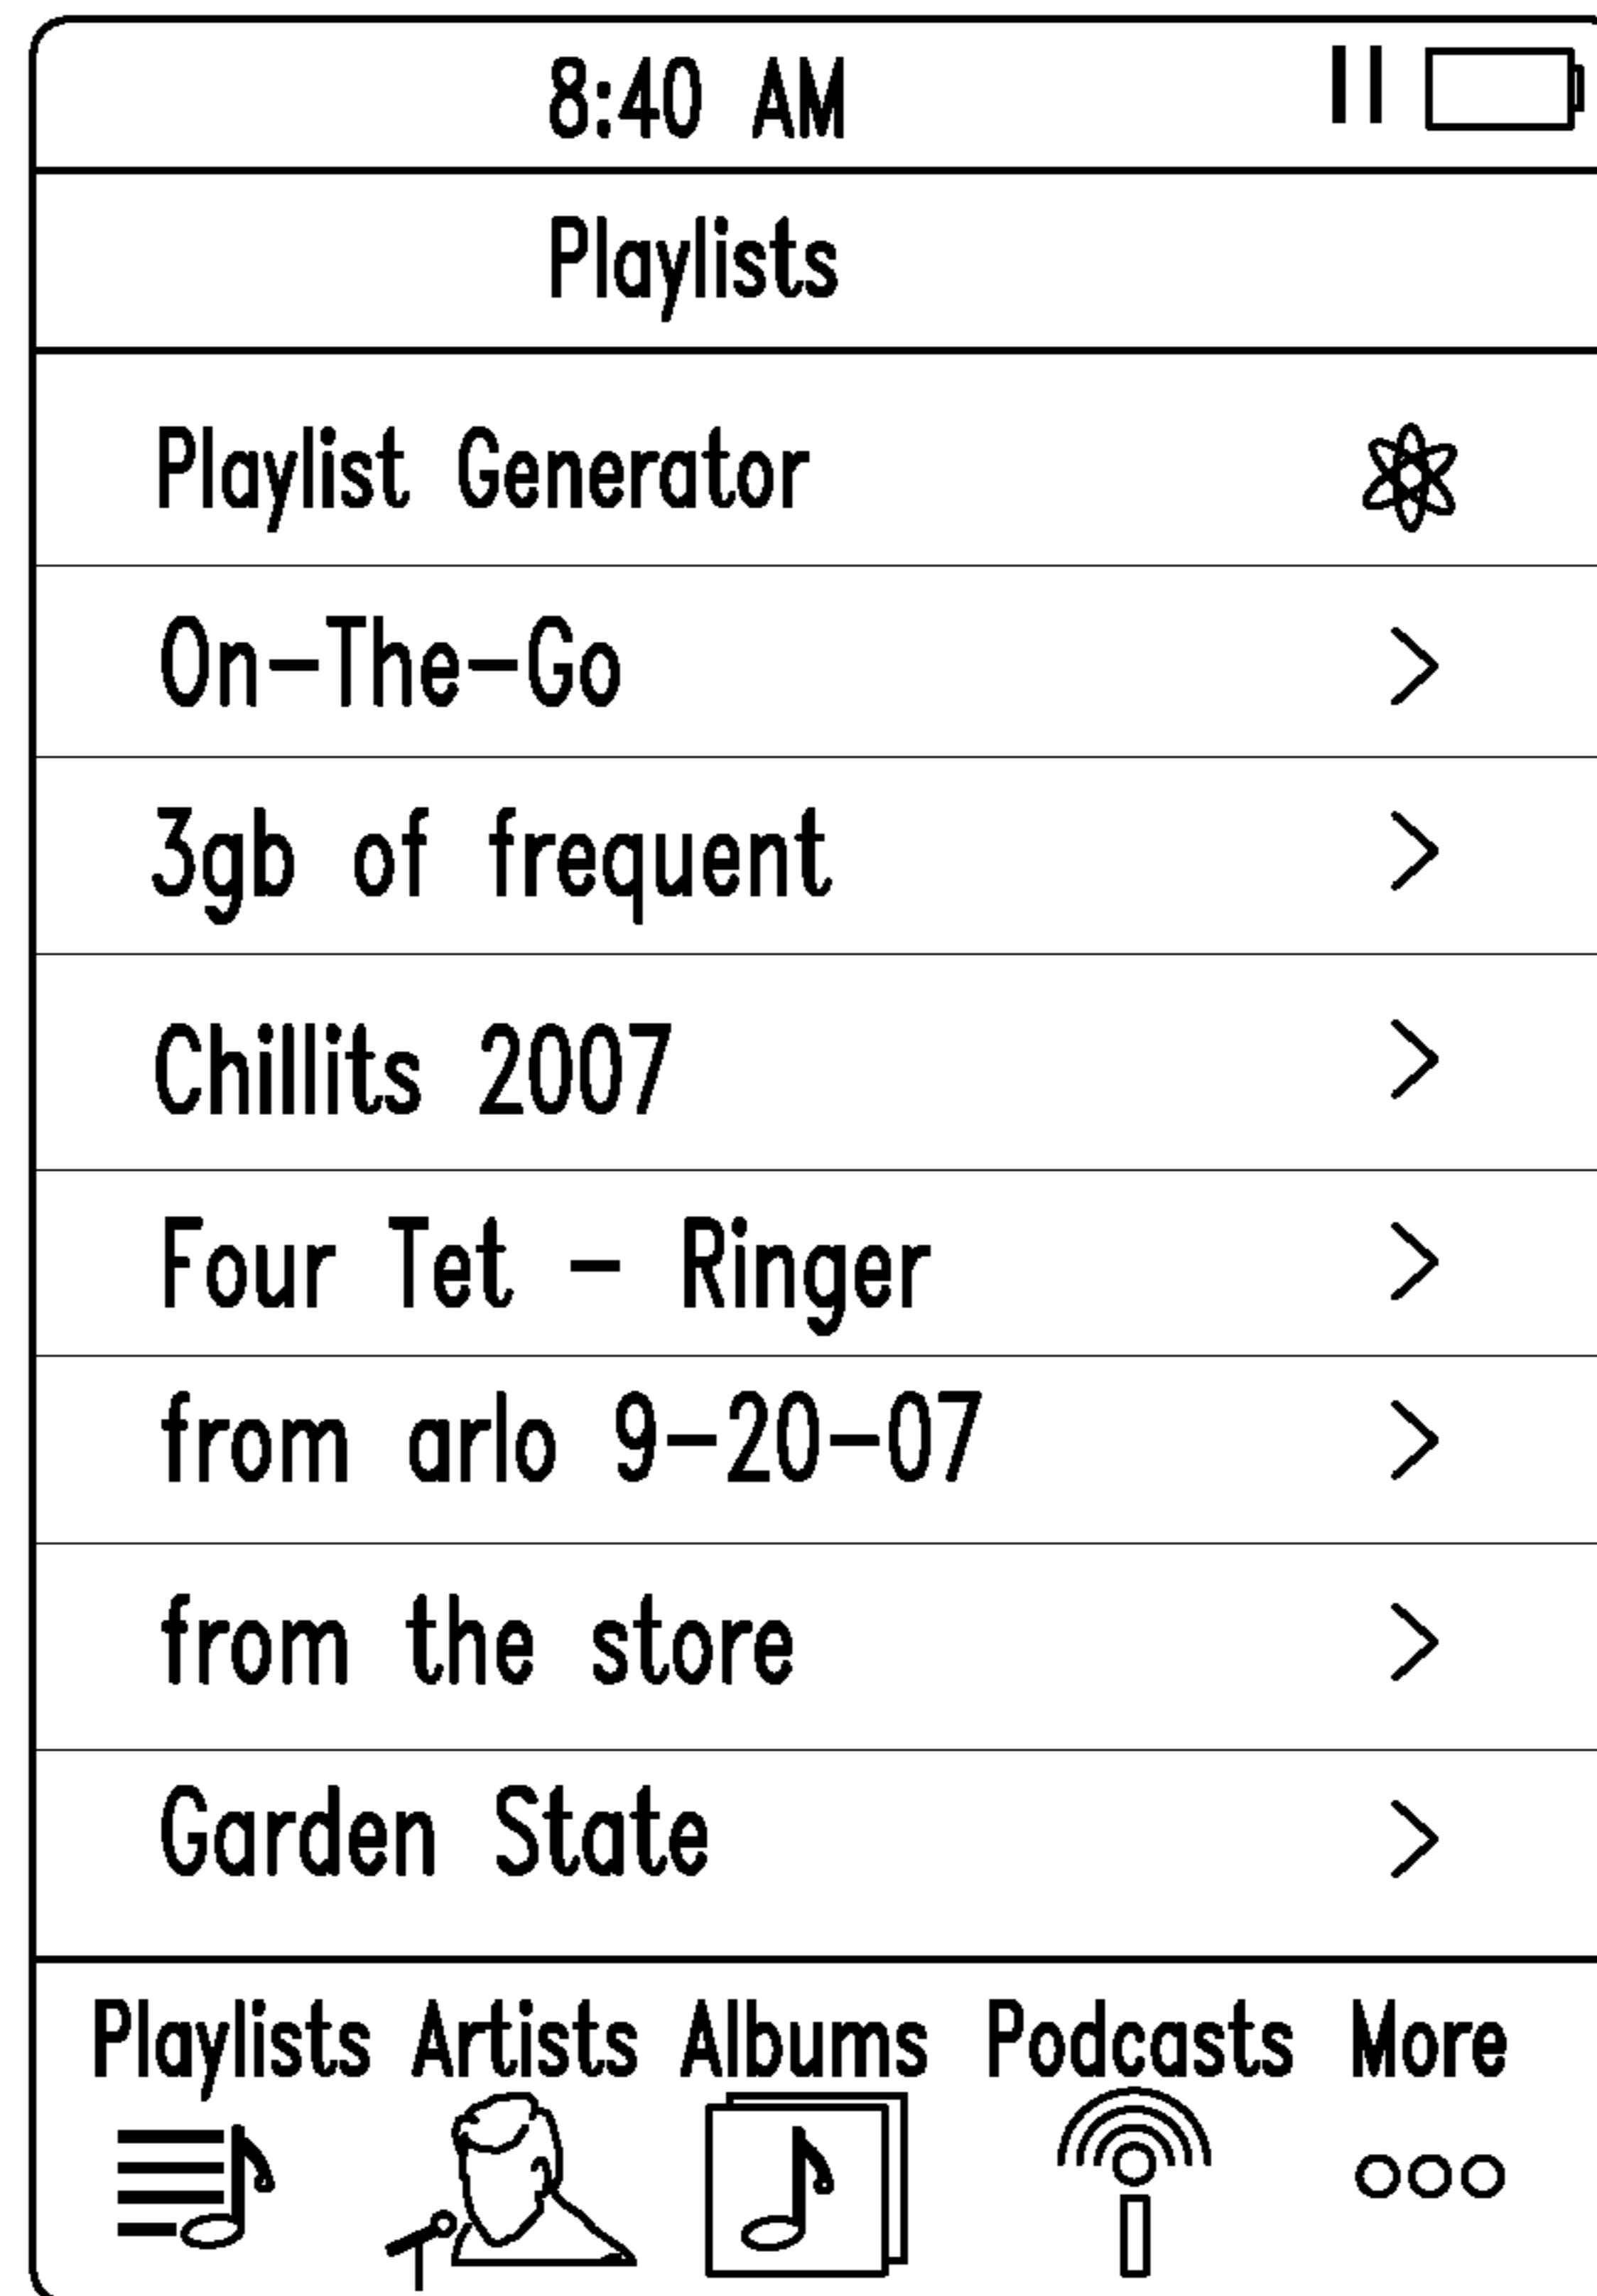 8:40 AM
Playlists
Playlist Generator
On-The-Go
3gb of frequent
Chillits 2007
Four Tet - Ringer
from arlo 9-20-07
from the store
Garden State
Playlists Artists Albums Podcasts More